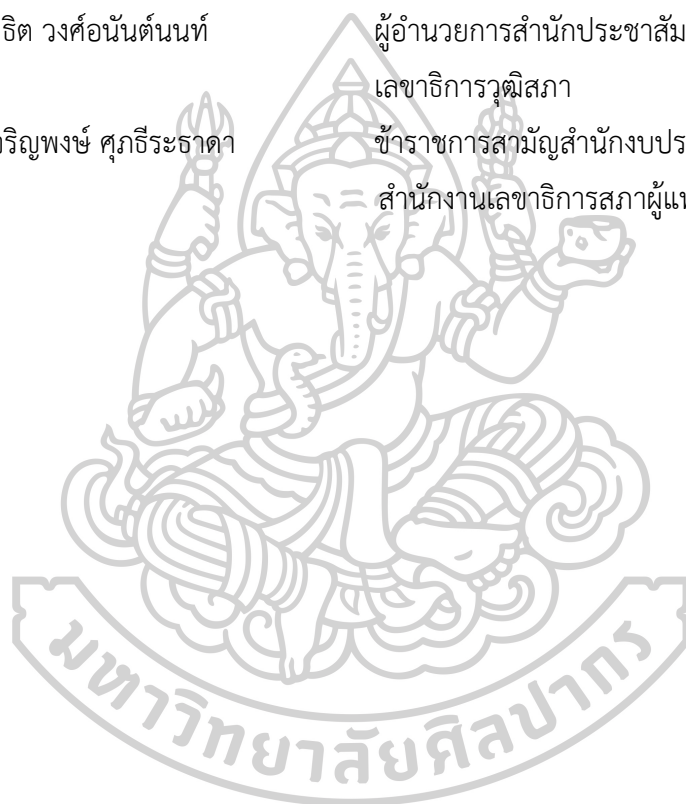 ธิต วงศ์อนันต์นนท์ ผู้อำนวยการสำนักประชาสัม
เลขาธิการวุฒิสภา
ริญพงษ์ ศุภธีระธาดา ข้าราชการสามัญสำนักงบประ
สำนักงานเลขาธิการสภาผู้แท
มหาวิทยาลัยศิลปากร